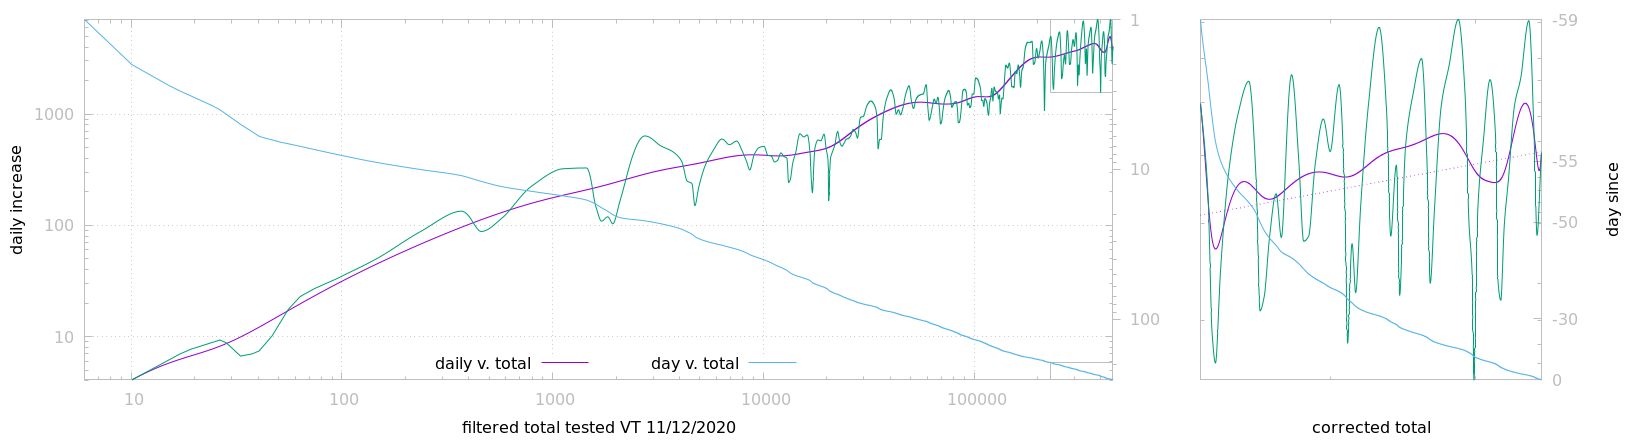 1 -59
1000
daily increase
10 -55
100 -50
day since
100 -30
10
daily v. total day v. total
0
10 100 1000 10000 100000
filtered total tested VT 11/12/2020 corrected total